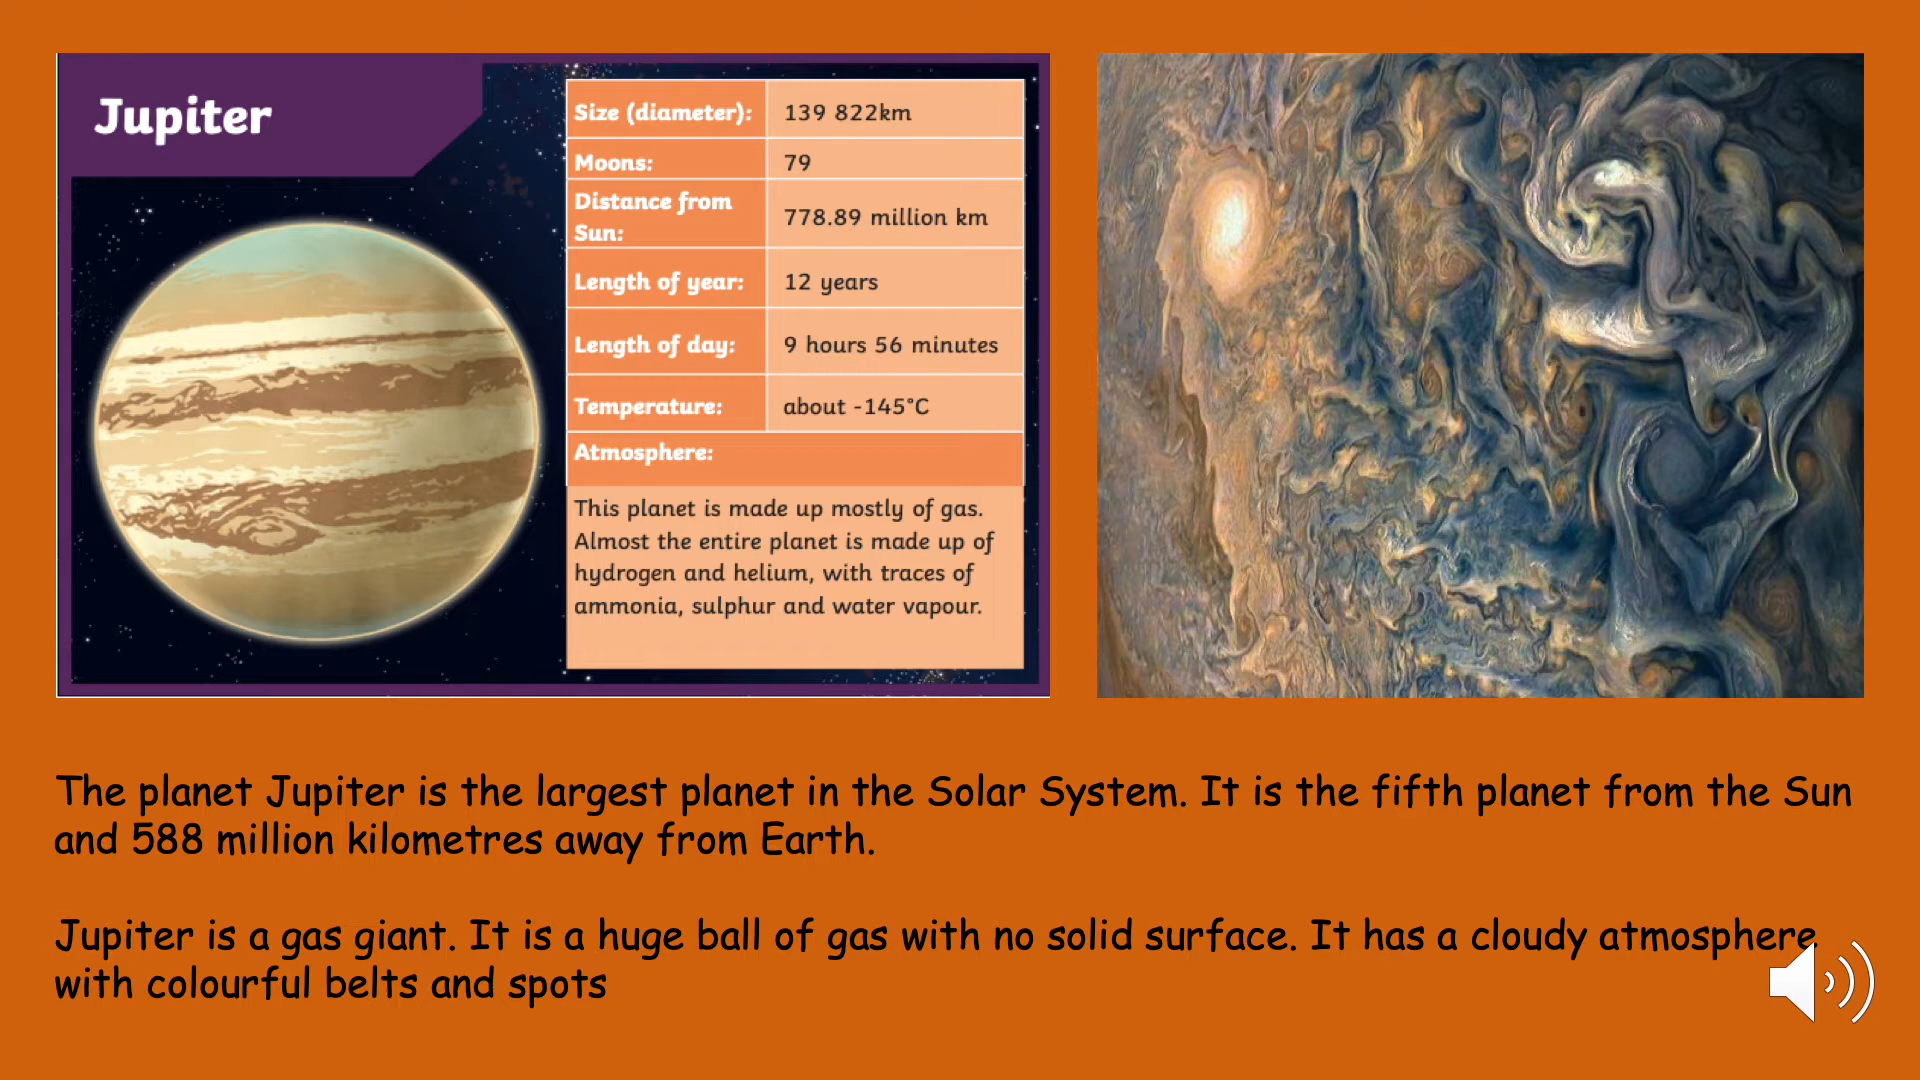 Jupiter
Size (diameter): 139 822km
Moons: 79
Distance from
Sun: 778.89 million km
Length of year: 12 years
Length of day: 9 hours 56 minutes
Temperature: about -145°C
Atmosphere:
This planet is made up mostly of gas.
Almost the entire planet is made up of
hydrogen and helium, with traces of
ammonia, sulphur and water vapour.
The planet Jupiter is the largest planet in the Solar System. It is the fifth planet from the Sun
and 588 million kilometres away from Earth.
Jupiter is a gas giant. It is a huge ball of gas with no solid surface. It has a cloudy atmosphere
with colourful belts and spots